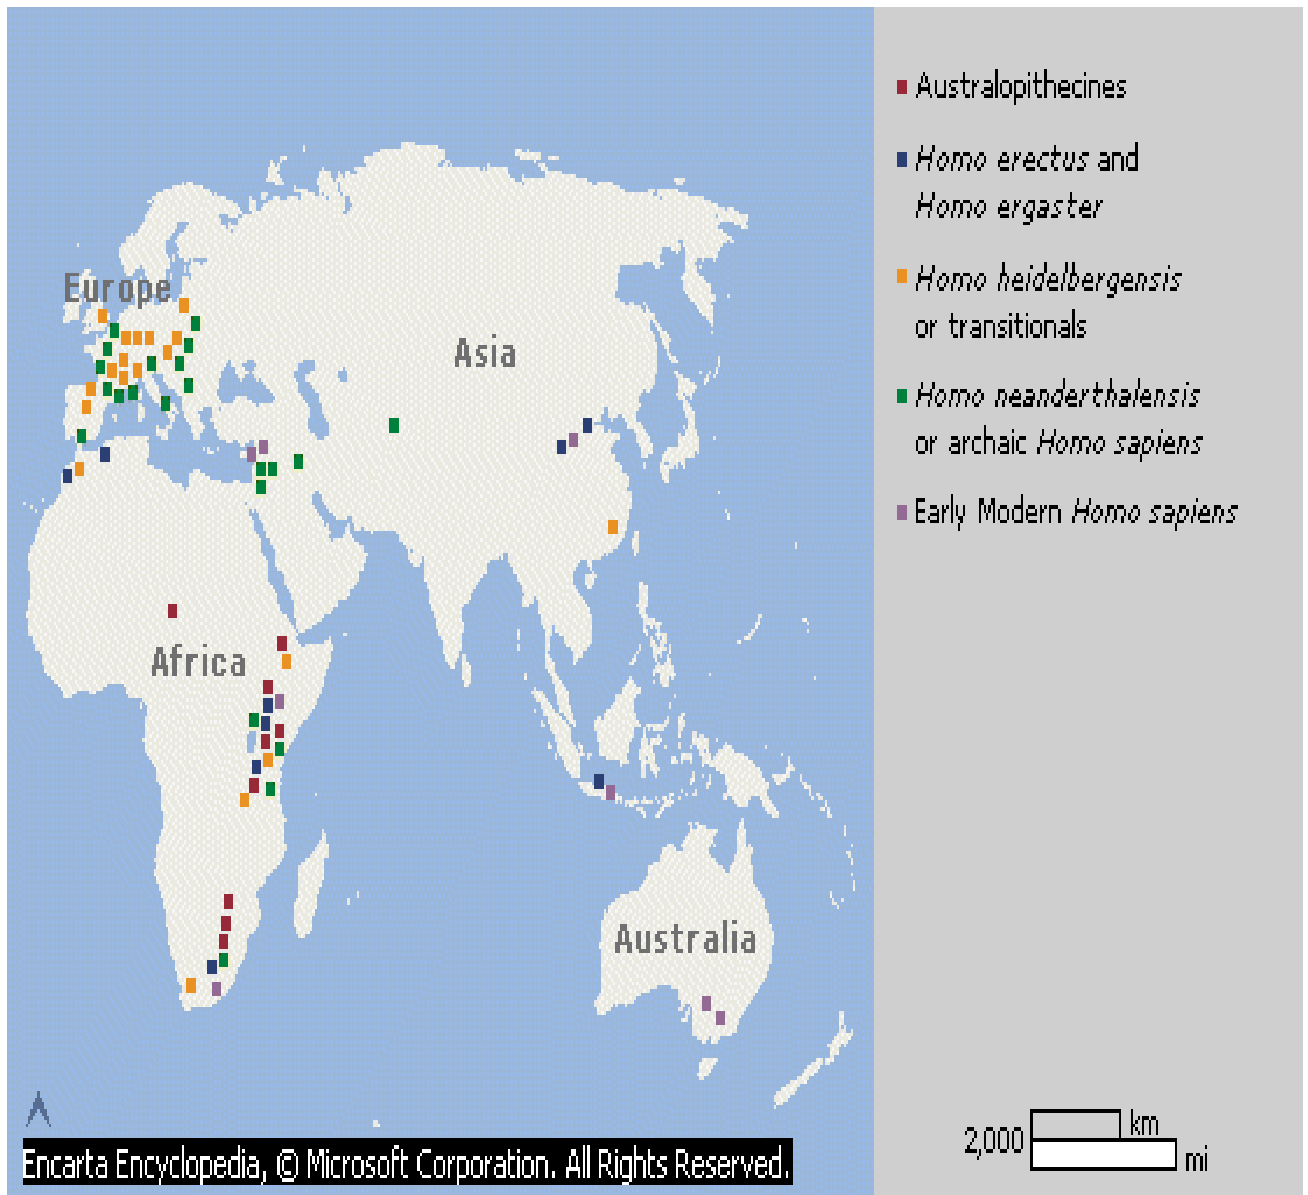 Europe
Asia
Africa
Australia
Australopithecines
Homo erectus and
Homo ergaster
Homo heidelbergensis
or transitionals
Homo neanderthalensis
or archaic Homo sapiens
Early Modern Homo sapiens
2,000 km
mi
Encarta Encyclopedia, © Microsoft Corporation. All Rights Reserved.